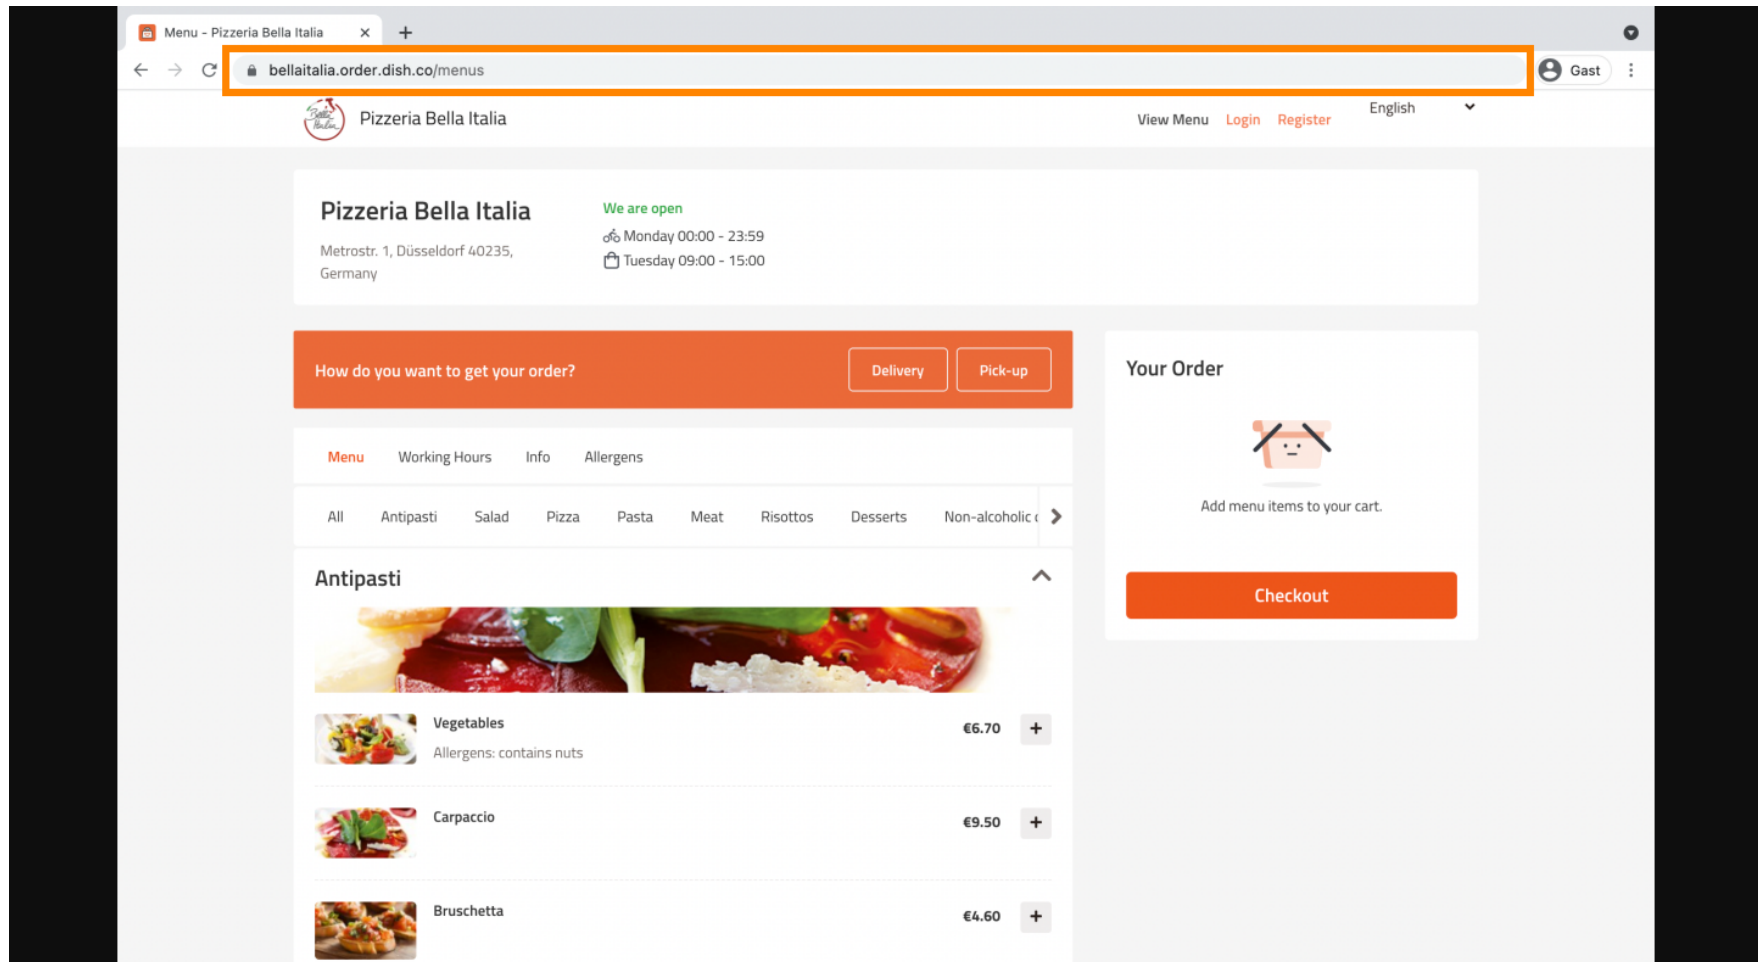 Menu - Pizzeria Bella Italia
bellaitalia.order.dish.co/menus
Gast
Bella Italia
Pizzeria Bella Italia
View Menu Login Register English
Pizzeria Bella Italia
Metrostr. 1, Düsseldorf 40235,
Germany
We are open
Monday 00:00 - 23:59
Tuesday 09:00 - 15:00
How do you want to get your order? Delivery Pick-up
Menu Working Hours Info Allergens
All Antipasti Salad Pizza Pasta Meat Risottos Desserts Non-alcoholic
Antipasti
Vegetables €6.70 +
Allergens: contains nuts
Carpaccio €9.50 +
Bruschetta €4.60 +
Your Order
Add menu items to your cart.
Checkout